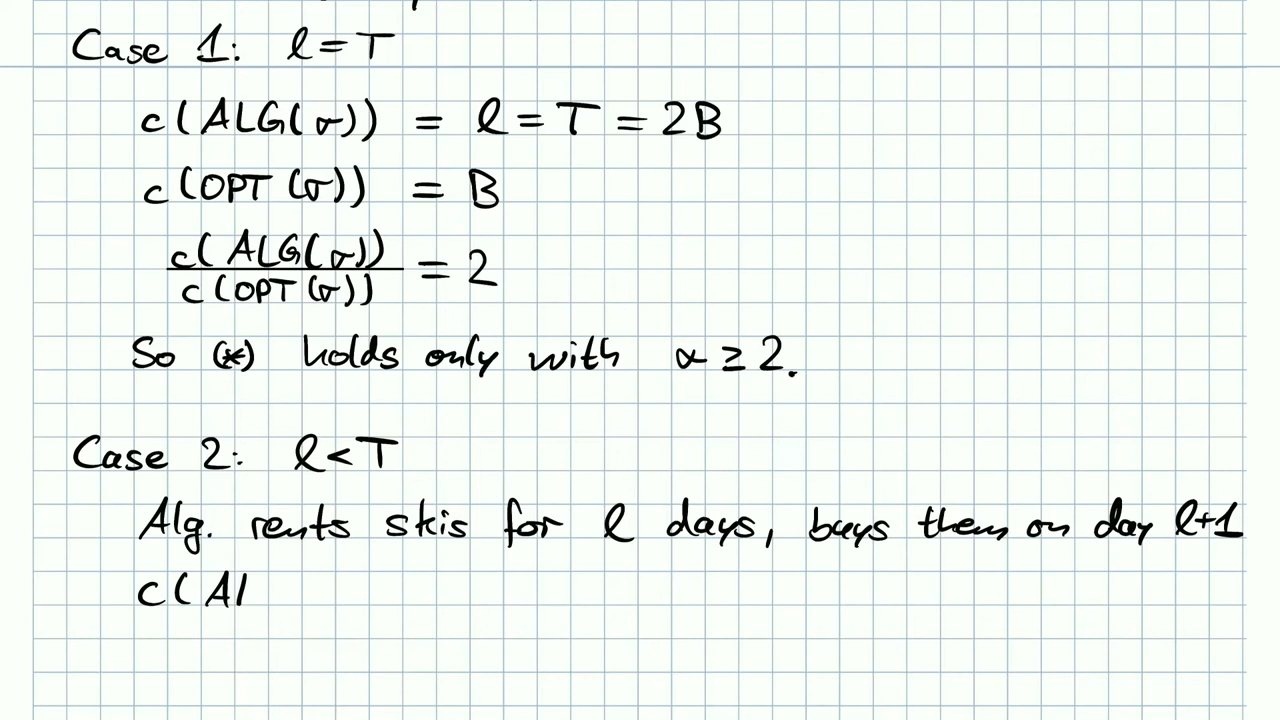 Case 1: l = T
c(ALG(σ)) = l = T = 2B
c(OPT(σ)) = B
c(ALG(σ))
c(OPT(σ)) = 2
So (*) holds only with α ≥ 2.
Case 2: l < T
Alg. rents skis for l days, buys them on day l+1
c(Al